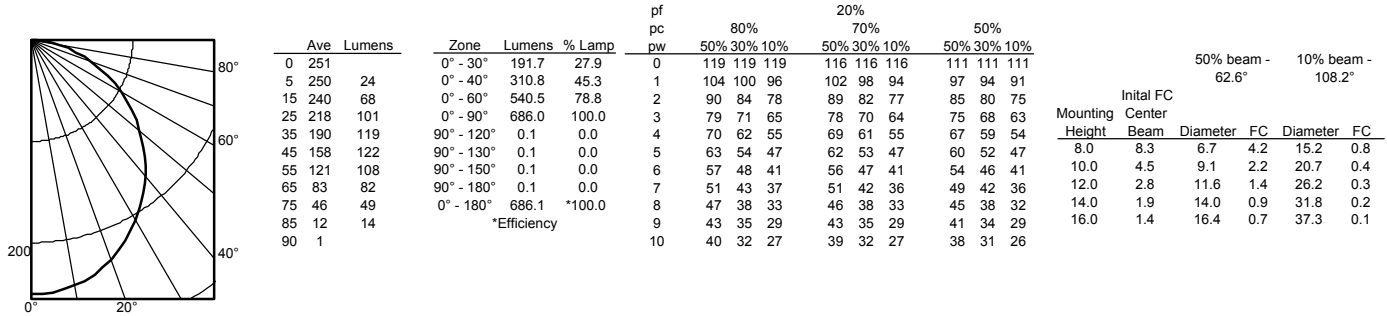 80°
60°
40°
200
0° 20°
Ave Lumens
0 251
5 250 24
15 240 68
25 218 101
35 190 119
45 158 122
55 121 108
65 83 82
75 46 49
85 12 14
90 1
Zone Lumens % Lamp
0° - 30° 191.7 27.9
0° - 40° 310.8 45.3
0° - 60° 540.5 78.8
0° - 90° 686.0 100.0
90° - 120° 0.1 0.0
90° - 130° 0.1 0.0
90° - 150° 0.1 0.0
90° - 180° 0.1 0.0
0° - 180° 686.1 *100.0
*Efficiency
pf 20%
pc 80% 70% 50%
pw 50% 30% 10% 50% 30% 10% 50% 30% 10%
0 119 119 119 116 116 116 111 111 111
1 104 100 96 102 98 94 97 94 91
2 90 84 78 89 82 77 85 80 75
3 79 71 65 78 70 64 75 68 63
4 70 62 55 69 61 55 67 59 54
5 63 54 47 62 53 47 60 52 47
6 57 48 41 56 47 41 54 46 41
7 51 43 37 51 42 36 49 42 36
8 47 38 33 46 38 33 45 38 32
9 43 35 29 43 35 29 41 34 29
10 40 32 27 39 32 27 38 31 26
50% beam - 10% beam -
62.6° 108.2°
Inital FC
Mounting Center
Height Beam Diameter FC Diameter FC
8.0 8.3 6.7 4.2 15.2 0.8
10.0 4.5 9.1 2.2 20.7 0.4
12.0 2.8 11.6 1.4 26.2 0.3
14.0 1.9 14.0 0.9 31.8 0.2
16.0 1.4 16.4 0.7 37.3 0.1